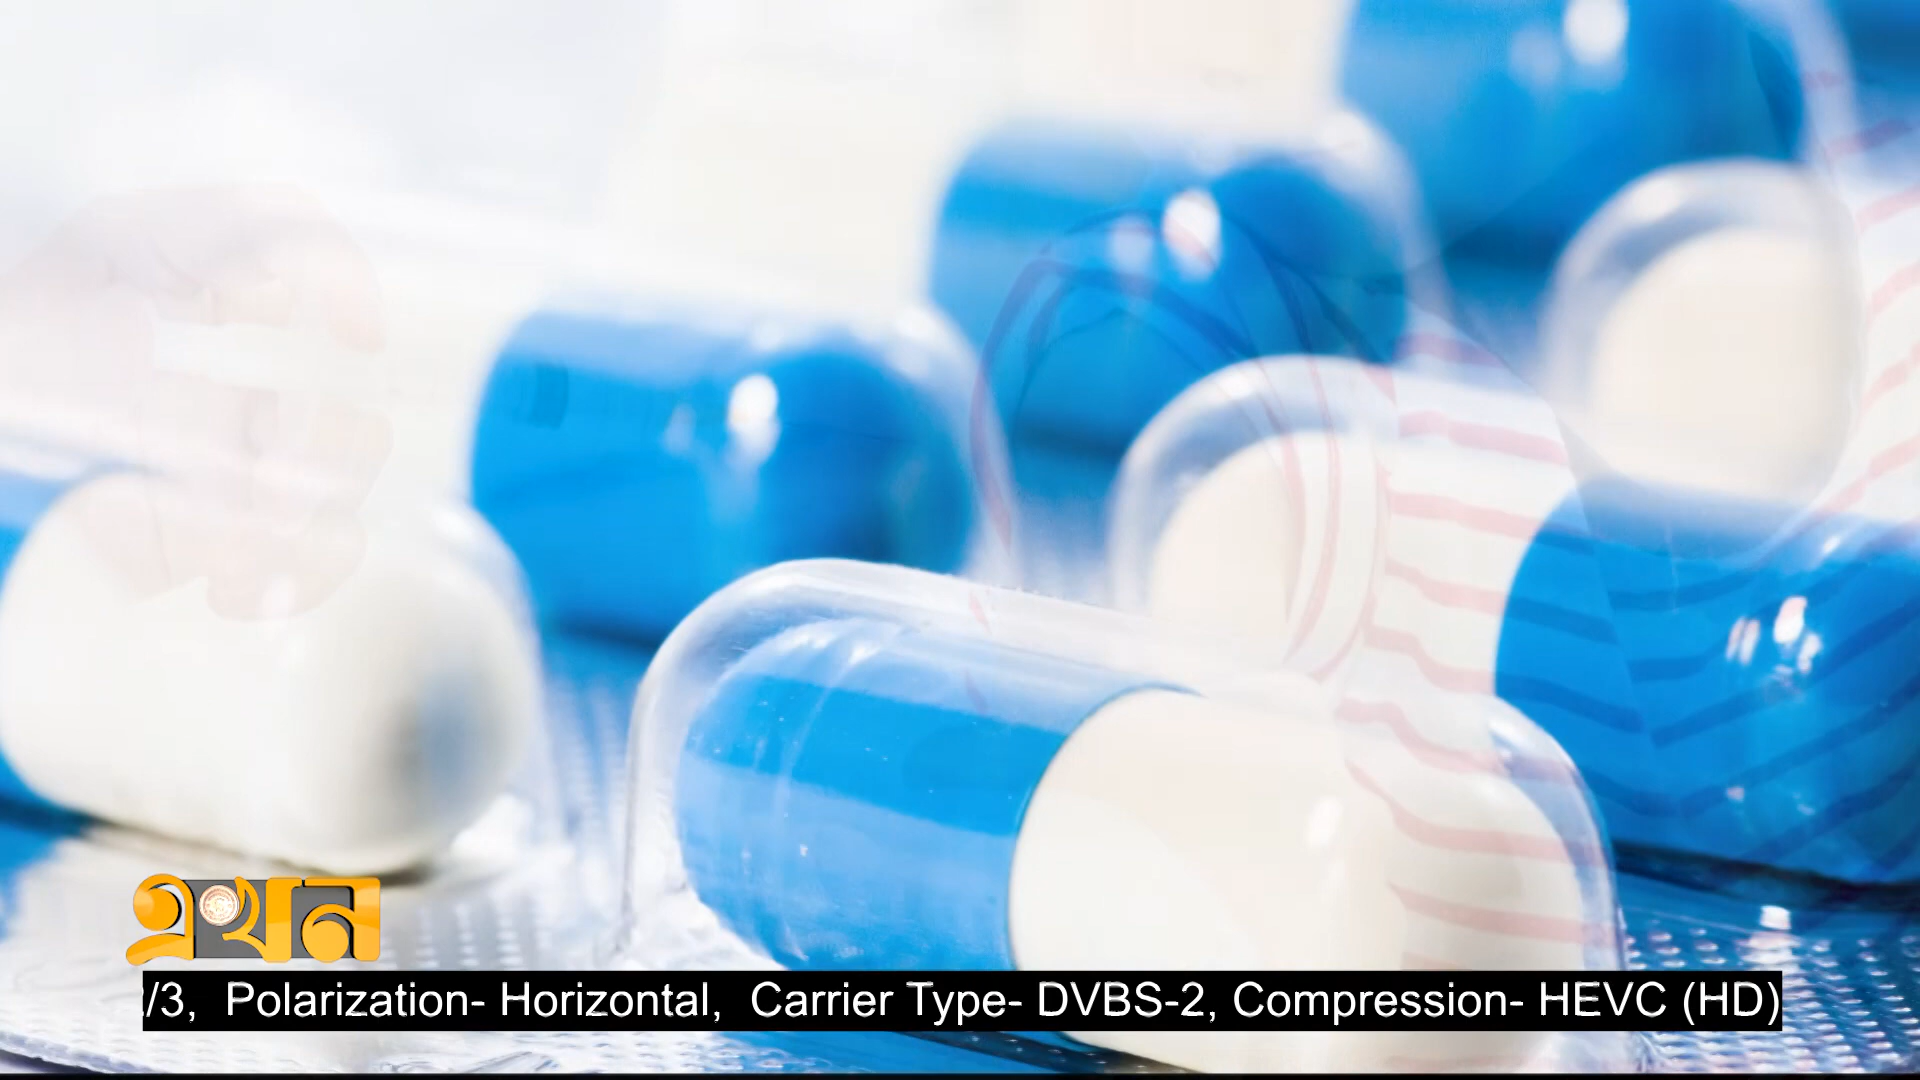 এখন
/3, Polarization- Horizontal, Carrier Type- DVBS-2, Compression- HEVC (HD)